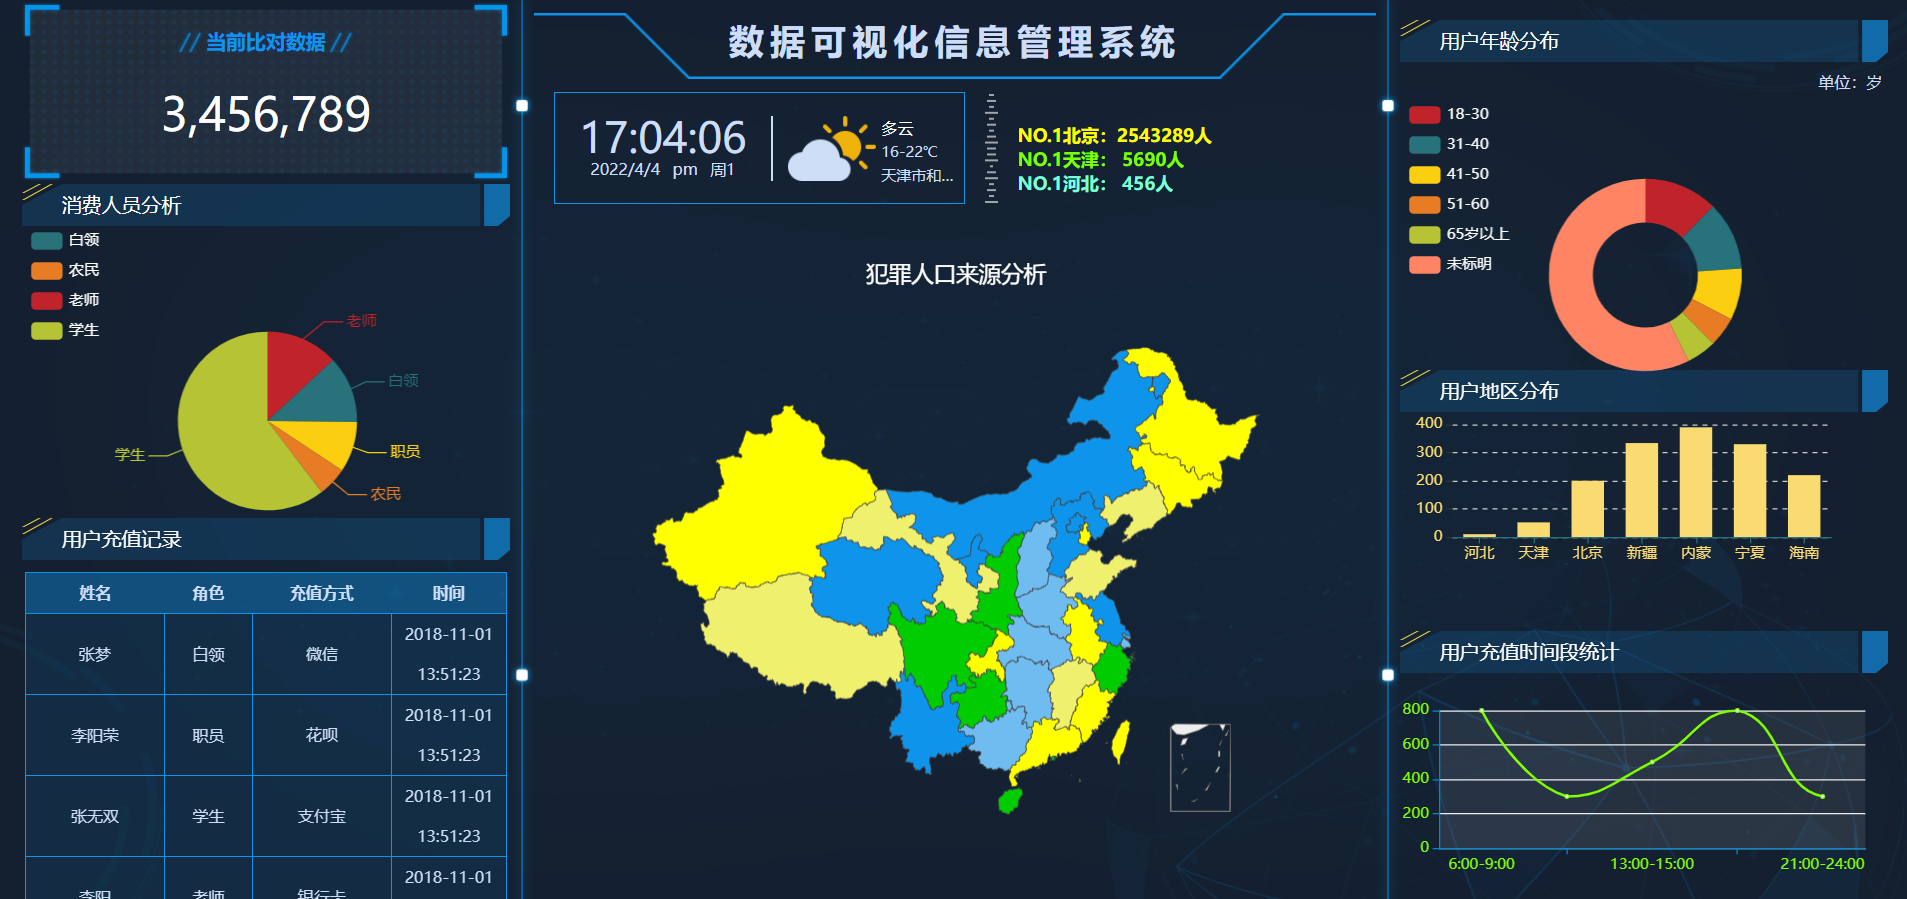 // 当前比对数据 //
3,456,789
消费人员分析
白领
农民
老师
学生
老师
白领
职员
农民
学生
用户充值记录
姓名 角色 充值方式 时间
张梦 白领 微信 2018-11-01 13:51:23
李阳荣 职员 花呗 2018-11-01 13:51:23
张无双 学生 支付宝 2018-11-01 13:51:23
李阳 老师 银行卡 2018-11-01
数据可视化信息管理系统
17:04:06
2022/4/4 pm 周1
多云
16-22℃
天津市和...
NO.1北京：2543289人
NO.1天津： 5690人
NO.1河北： 456人
犯罪人口来源分析
用户年龄分布
单位：岁
18-30
31-40
41-50
51-60
65岁以上
未标明
用户地区分布
400
300
200
100
0
河北 天津 北京 新疆 内蒙 宁夏 海南
用户充值时间段统计
800
600
400
200
0
6:00-9:00 13:00-15:00 21:00-24:00